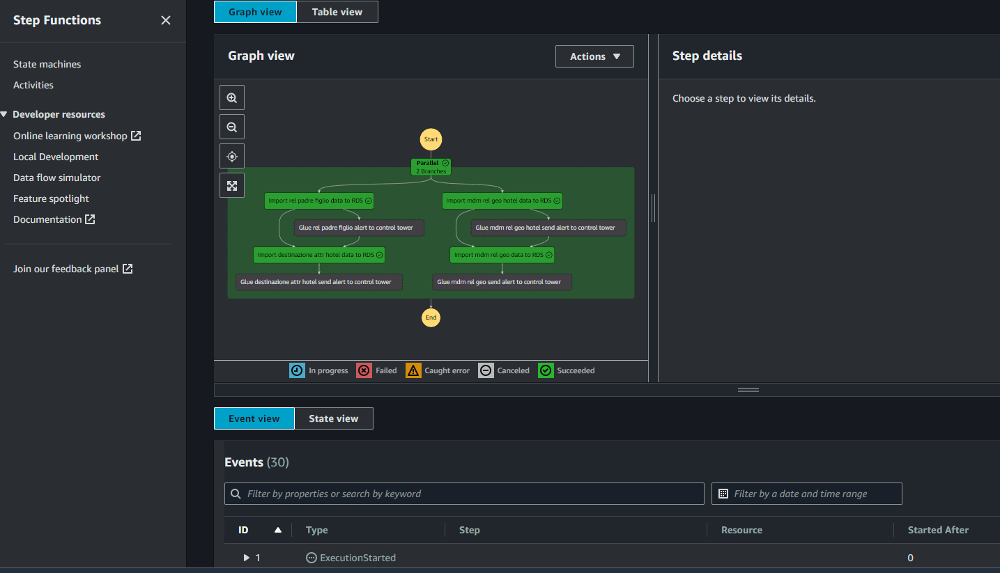 Step Functions
State machines
Activities
Developer resources
Online learning workshop
Local Development
Data flow simulator
Feature spotlight
Documentation
Join our feedback panel
Graph view
Table view
Graph view
Actions
Start
Parallel
2 Branches
Import rel padre figlio data to RDS
Import mdm rel geo hotel data to RDS
Glue rel padre figlio alert to control tower
Glue mdm rel geo hotel send alert to control tower
Import destinazione attr hotel data to RDS
Import mdm rel geo data to RDS
Glue destinazione attr hotel send alert to control tower
Glue mdm rel geo send alert to control tower
End
In progress
Failed
Caught error
Canceled
Succeeded
Step details
Choose a step to view its details.
Event view
State view
Events (30)
Filter by properties or search by keyword
Filter by a date and time range
ID
Type
Step
Resource
Started After
1
ExecutionStarted
0